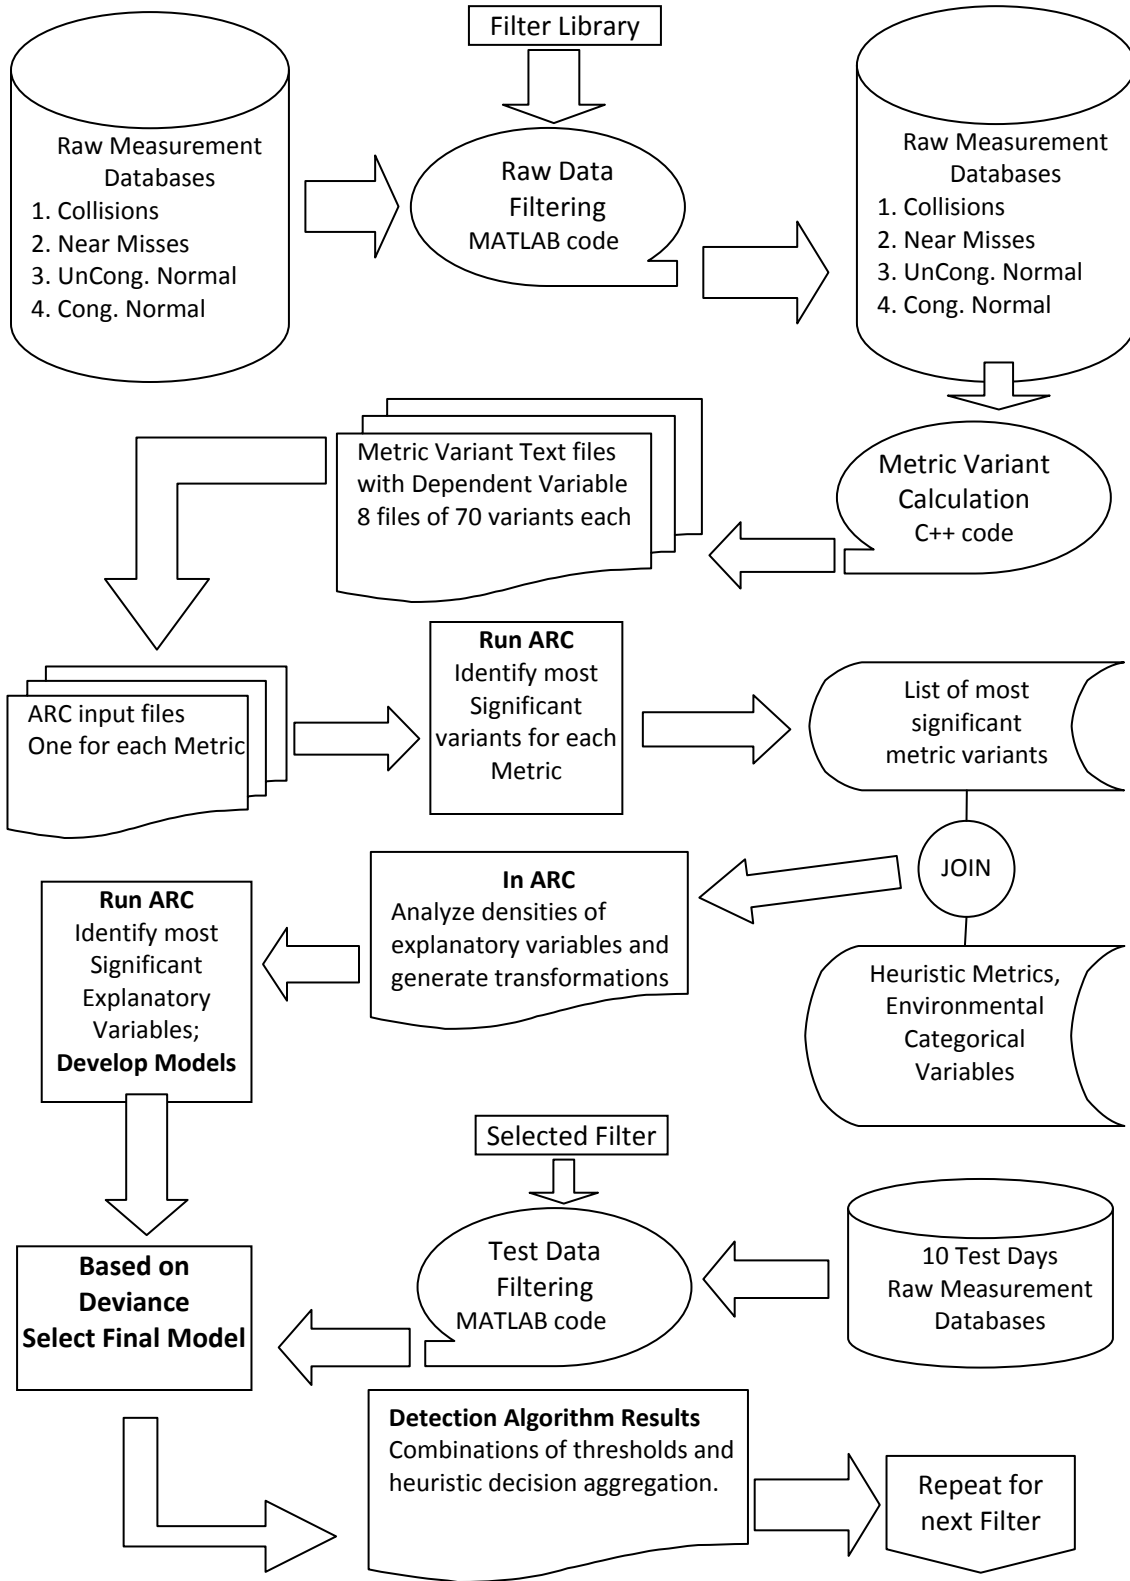 Filter Library
Raw Measurement
Databases
1. Collisions
2. Near Misses
3. UnCong. Normal
4. Cong. Normal
Raw Data
Filtering
MATLAB code
Raw Measurement
Databases
1. Collisions
2. Near Misses
3. UnCong. Normal
4. Cong. Normal
Metric Variant
Calculation
C++ code
Metric Variant Text files
with Dependent Variable
8 files of 70 variants each
ARC input files
One for each Metric
Run ARC
Identify most
Significant
variants for each
Metric
List of most
significant
metric variants
JOIN
Heuristic Metrics,
Environmental
Categorical
Variables
In ARC
Analyze densities of
explanatory variables and
generate transformations
Run ARC
Identify most
Significant
Explanatory
Variables;
Develop Models
Selected Filter
10 Test Days
Raw Measurement
Databases
Test Data
Filtering
MATLAB code
Based on
Deviance
Select Final Model
Detection Algorithm Results
Combinations of thresholds and
heuristic decision aggregation.
Repeat for
next Filter